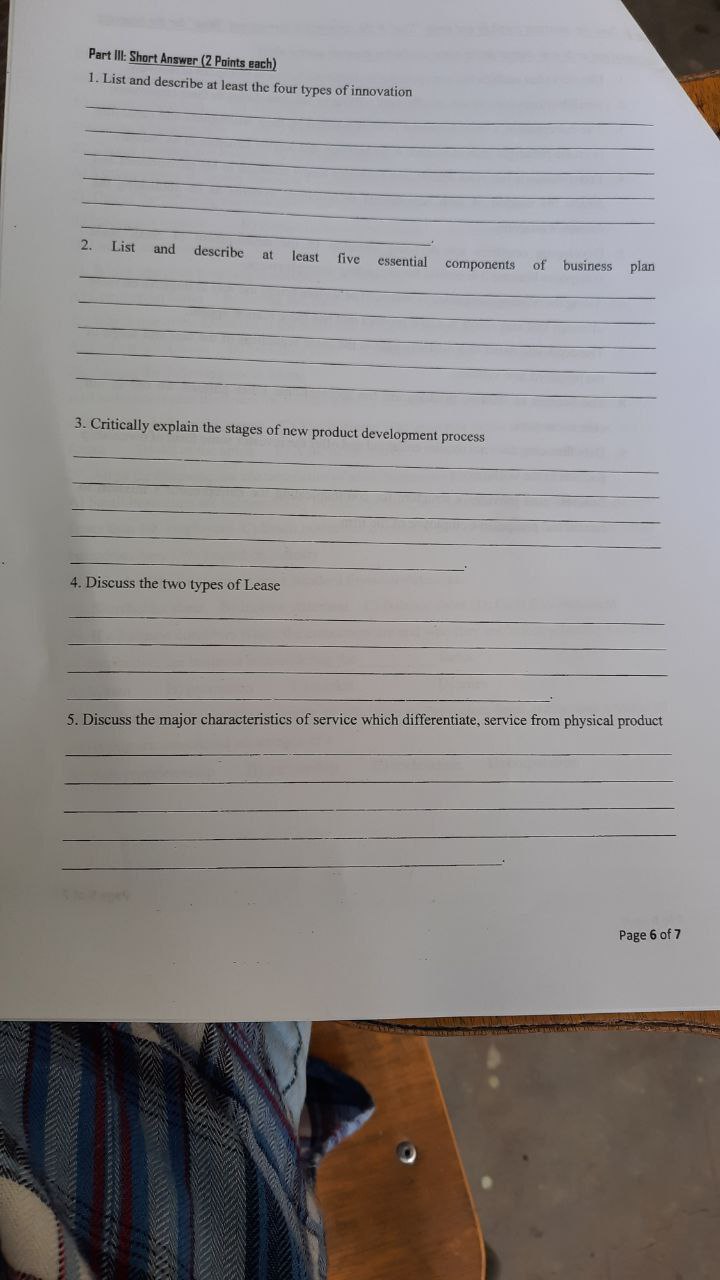 Part III: Short Answer (2 Points each)
1. List and describe at least the four types of innovation
2. List and describe at least five essential components of business plan
3. Critically explain the stages of new product development process
4. Discuss the two types of Lease
5. Discuss the major characteristics of service which differentiate, service from physical product
Page 6 of 7